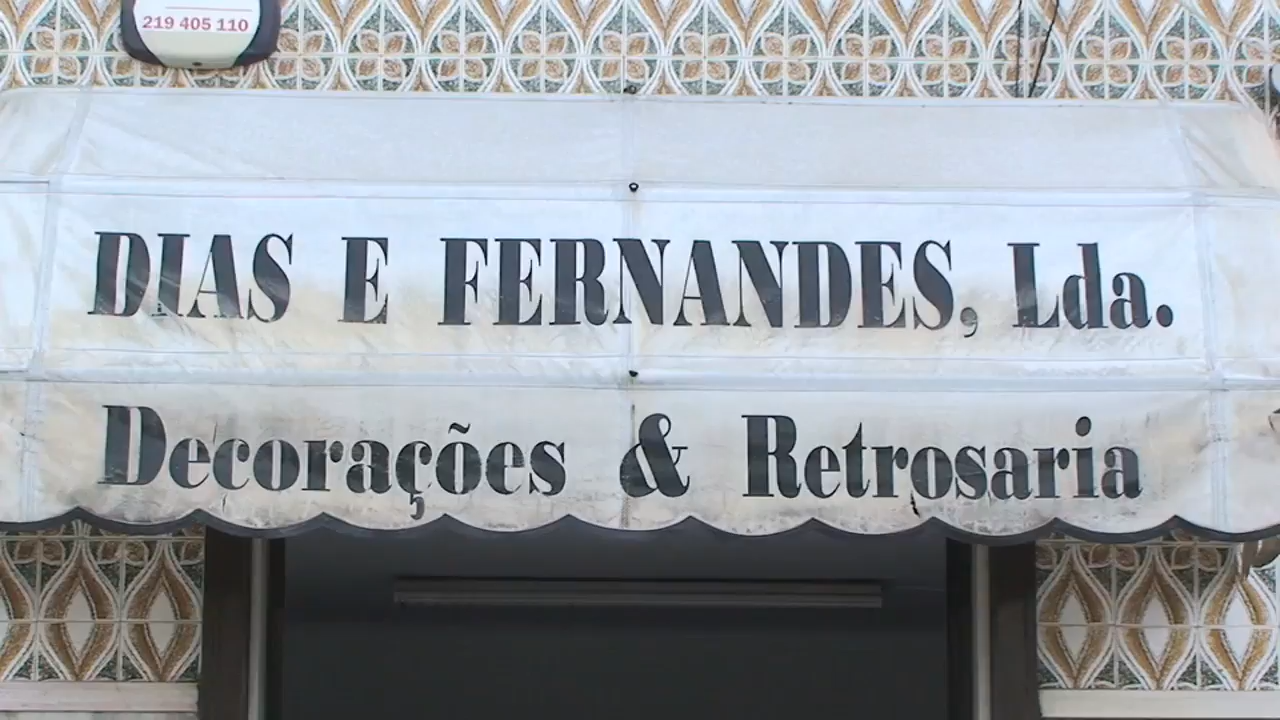 219 405 110
DIAS E FERNANDES, Lda.
Decorações & Retrosaria